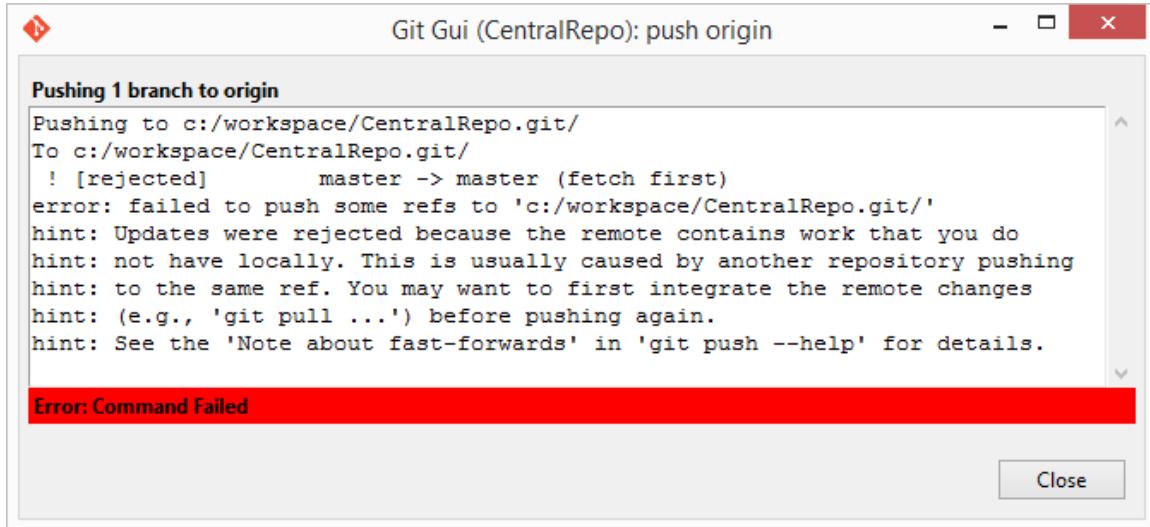 Git Gui (CentralRepo): push origin
Pushing 1 branch to origin
Pushing to c:/workspace/CentralRepo.git/
To c:/workspace/CentralRepo.git/
 ! [rejected]        master -> master (fetch first)
error: failed to push some refs to 'c:/workspace/CentralRepo.git/'
hint: Updates were rejected because the remote contains work that you do
hint: not have locally. This is usually caused by another repository pushing
hint: to the same ref. You may want to first integrate the remote changes
hint: (e.g., 'git pull ...') before pushing again.
hint: See the 'Note about fast-forwards' in 'git push --help' for details.
Error: Command Failed
Close